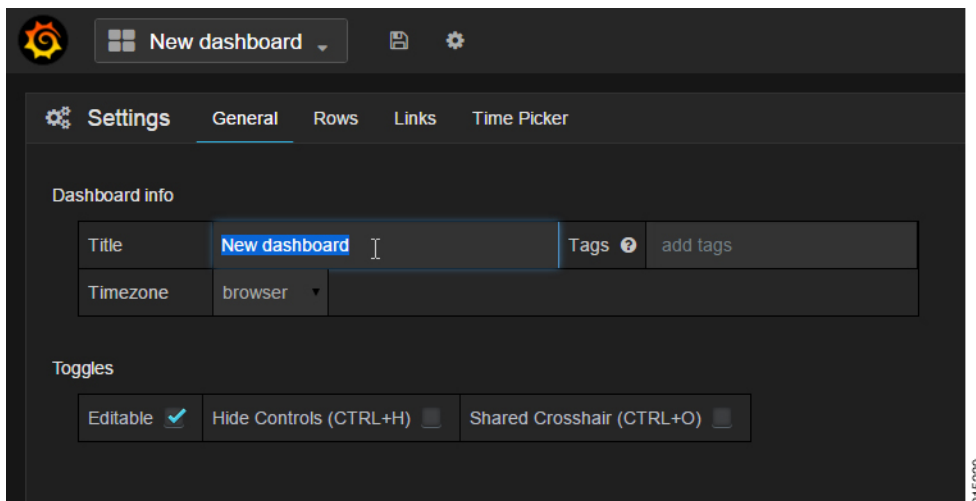 New dashboard
Settings General Rows Links Time Picker
Dashboard info
Title New dashboard Tags ? add tags
Timezone browser
Toggles
Editable Hide Controls (CTRL+H) Shared Crosshair (CTRL+O)